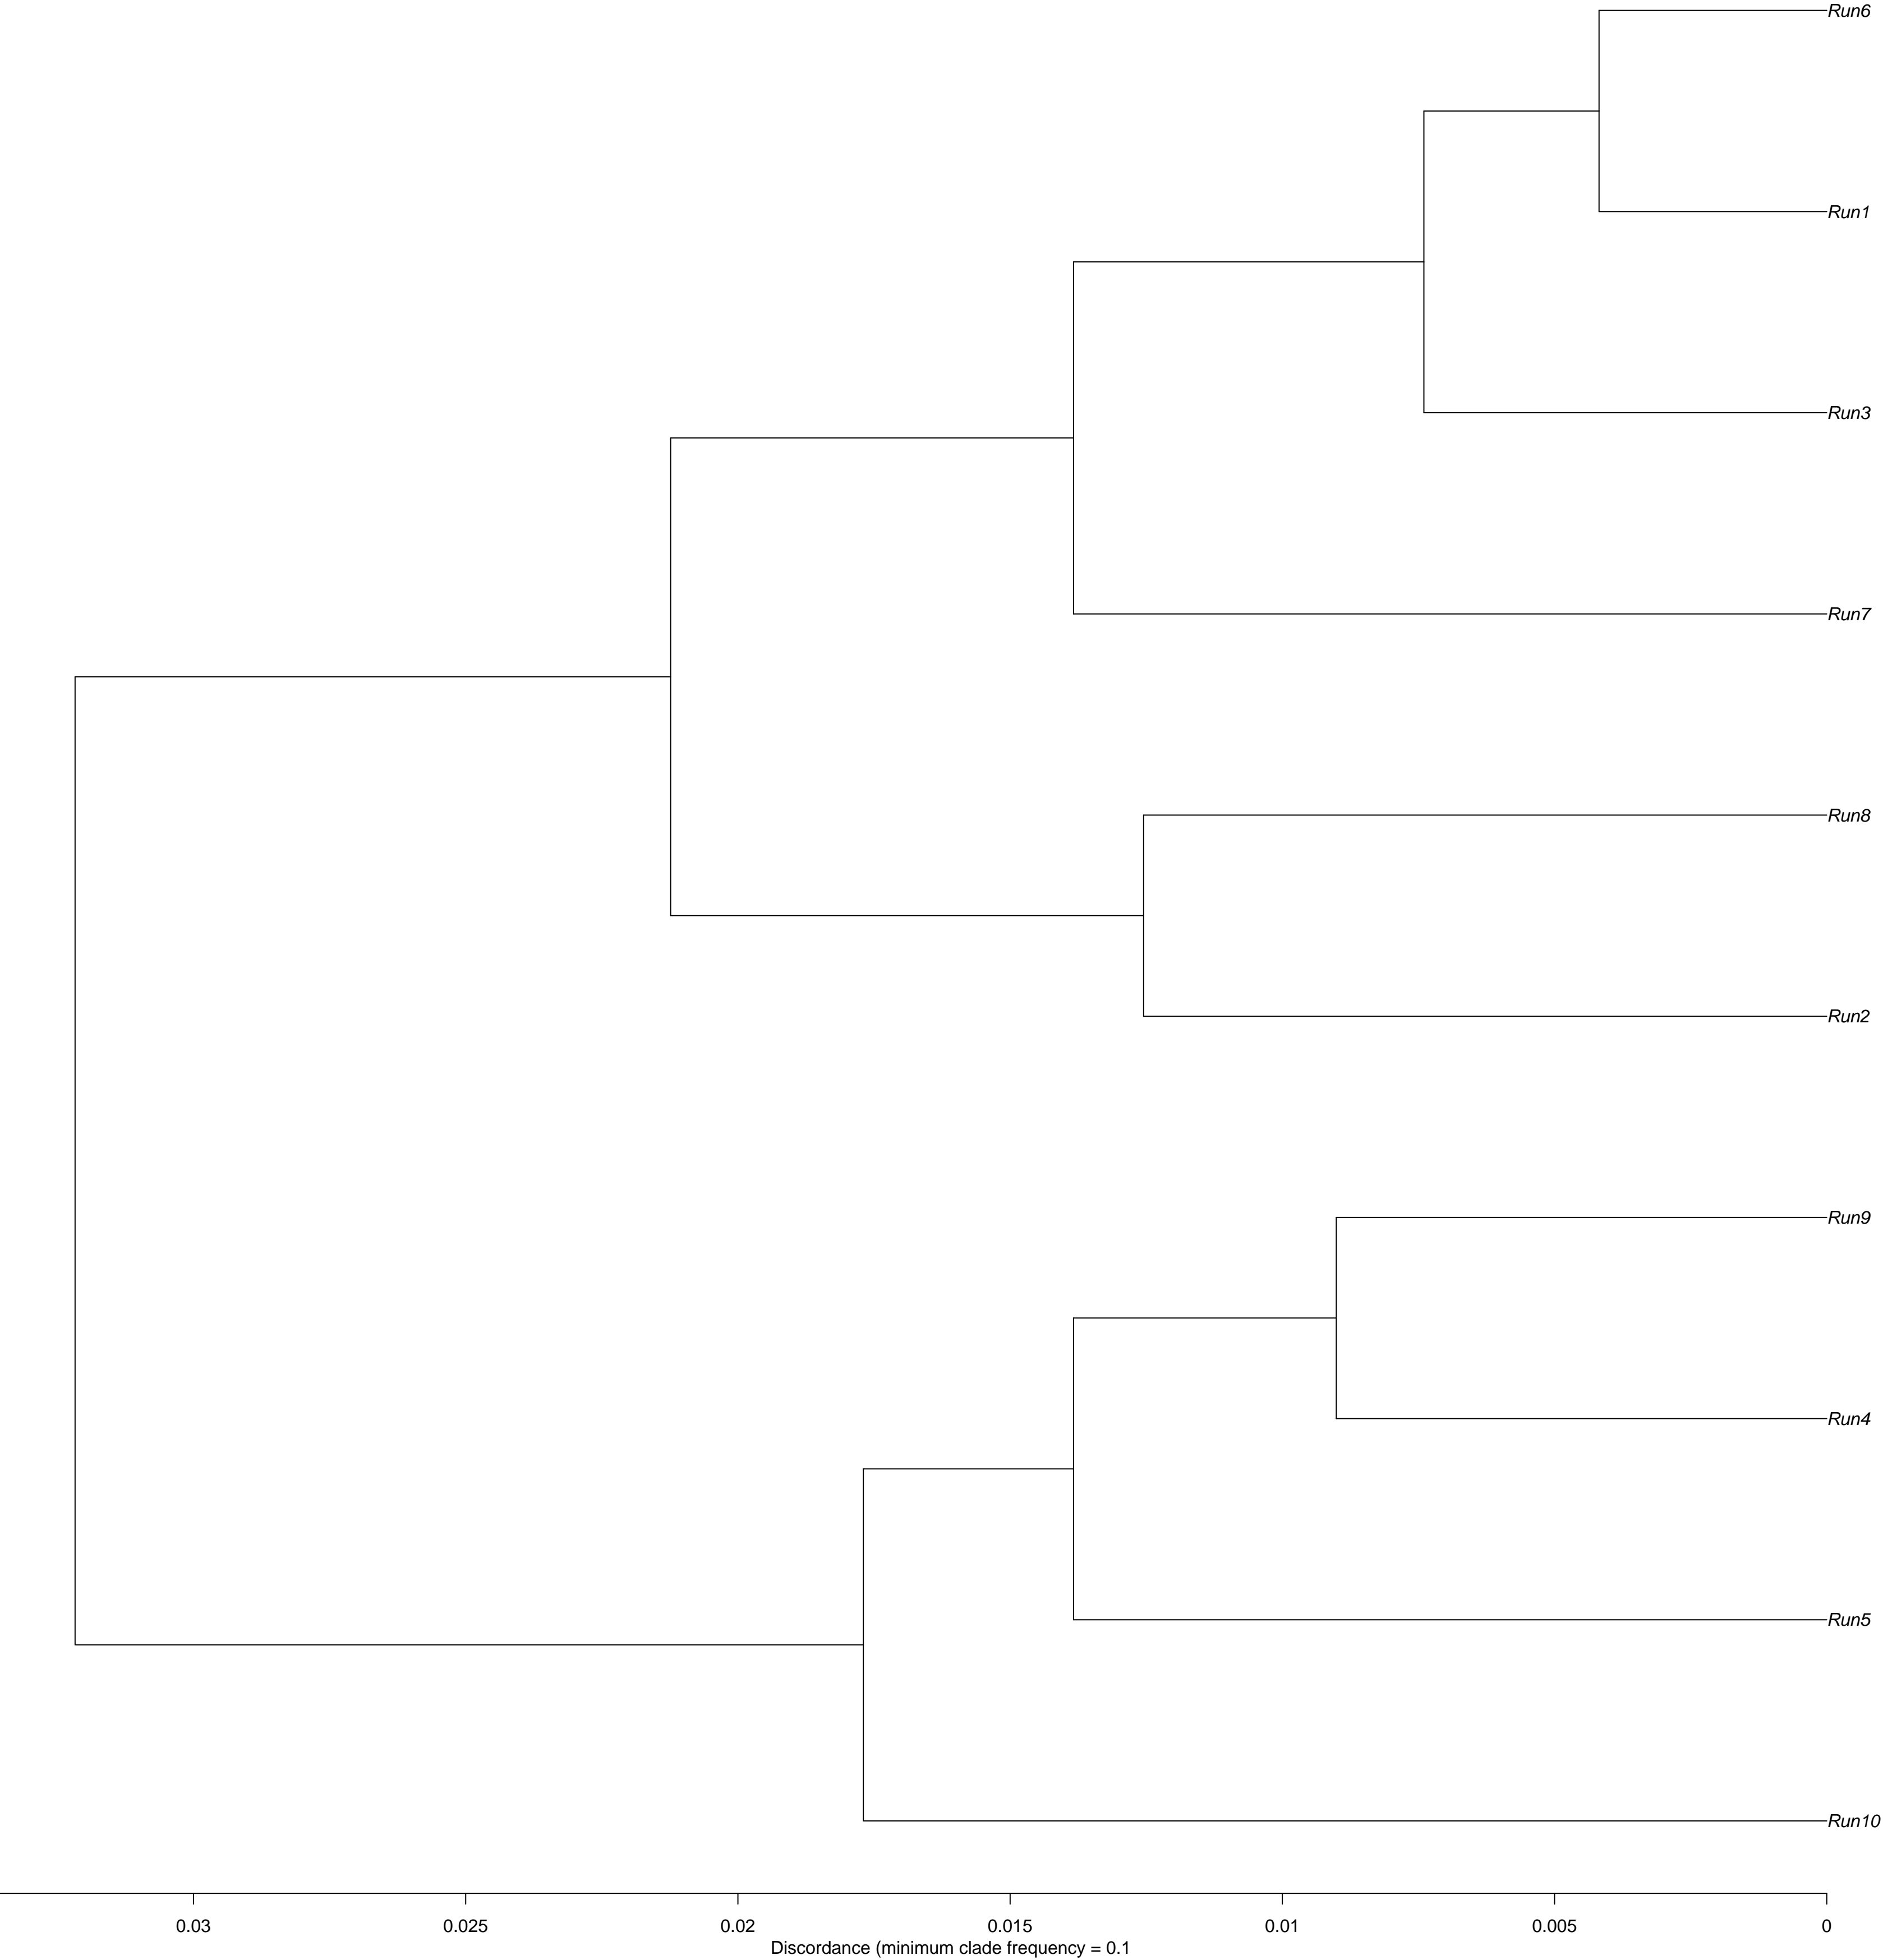 Run6
Run1
Run3
Run7
Run8
Run2
Run9
Run4
Run5
Run10
0.03 0.025 0.02 0.015 0.01 0.005 0
Discordance (minimum clade frequency = 0.1